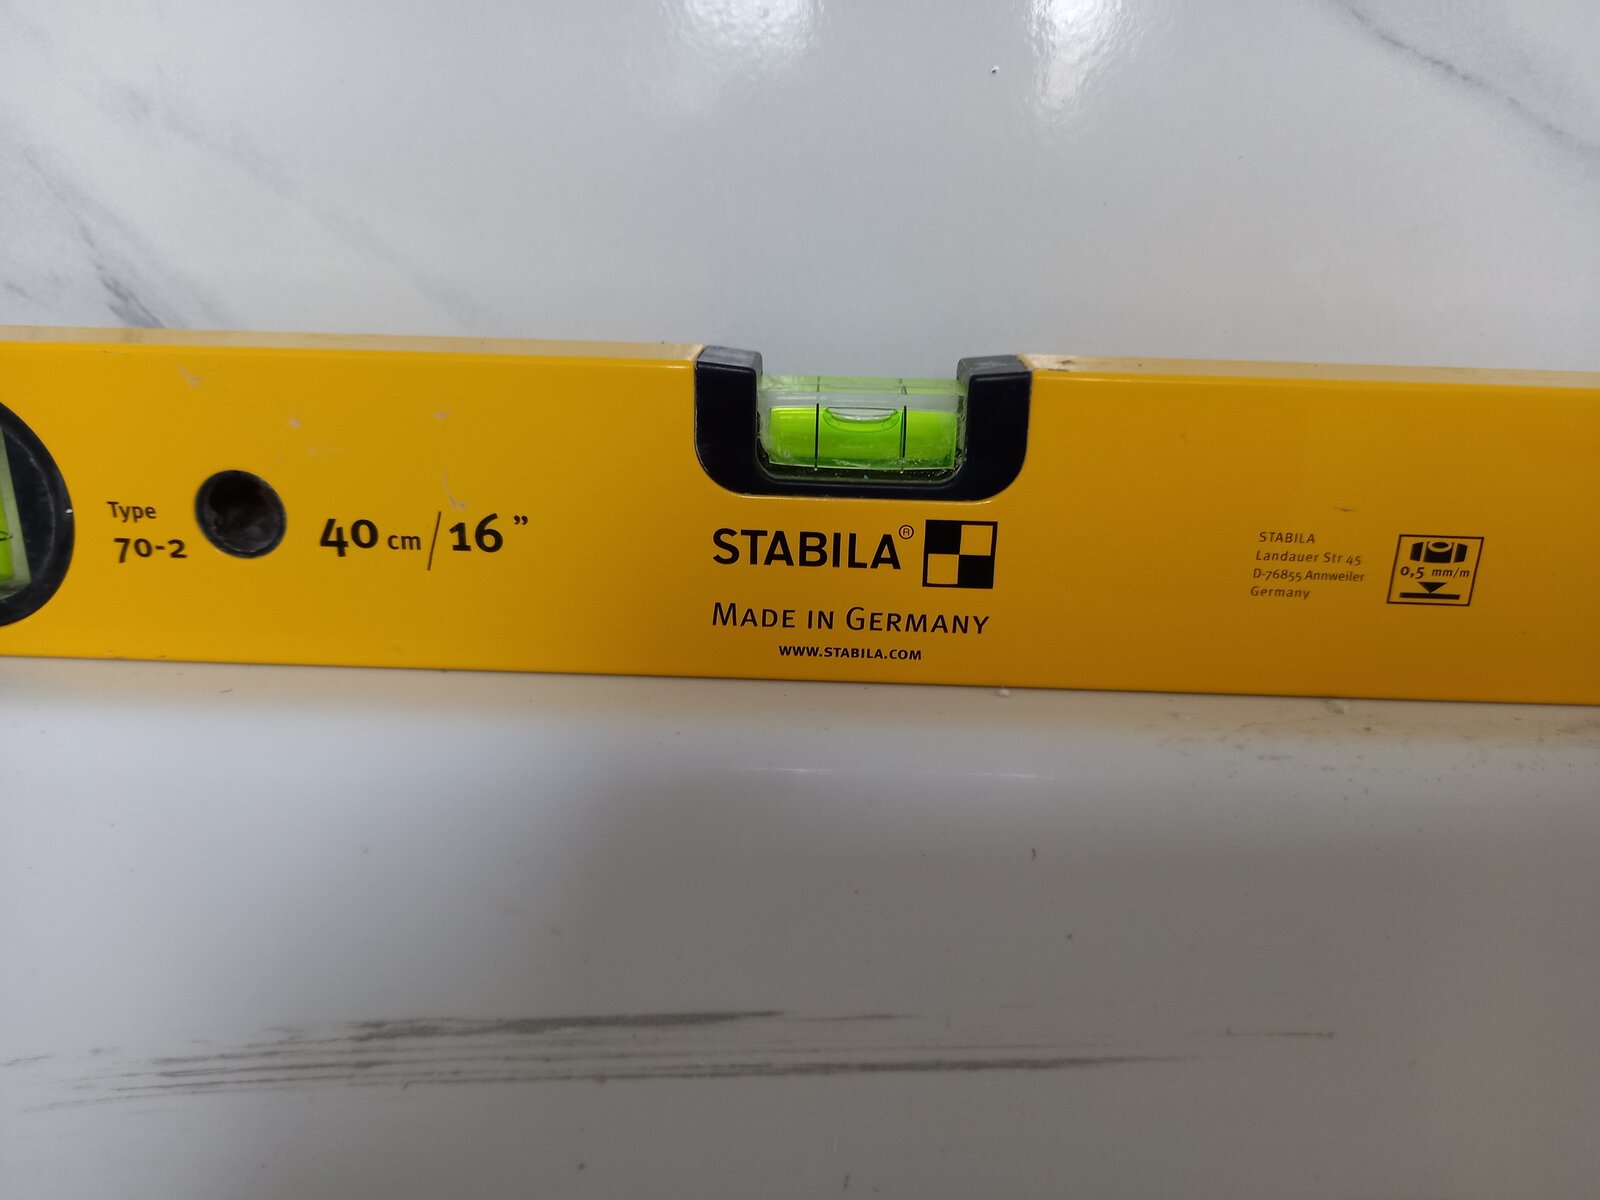 Type
70-2
40 cm/16"
STABILA®
MADE IN GERMANY
WWW.STABILA.COM
STABILA
Landauer Str 45
D-76855 Annweiler
Germany
0,5 mm/m